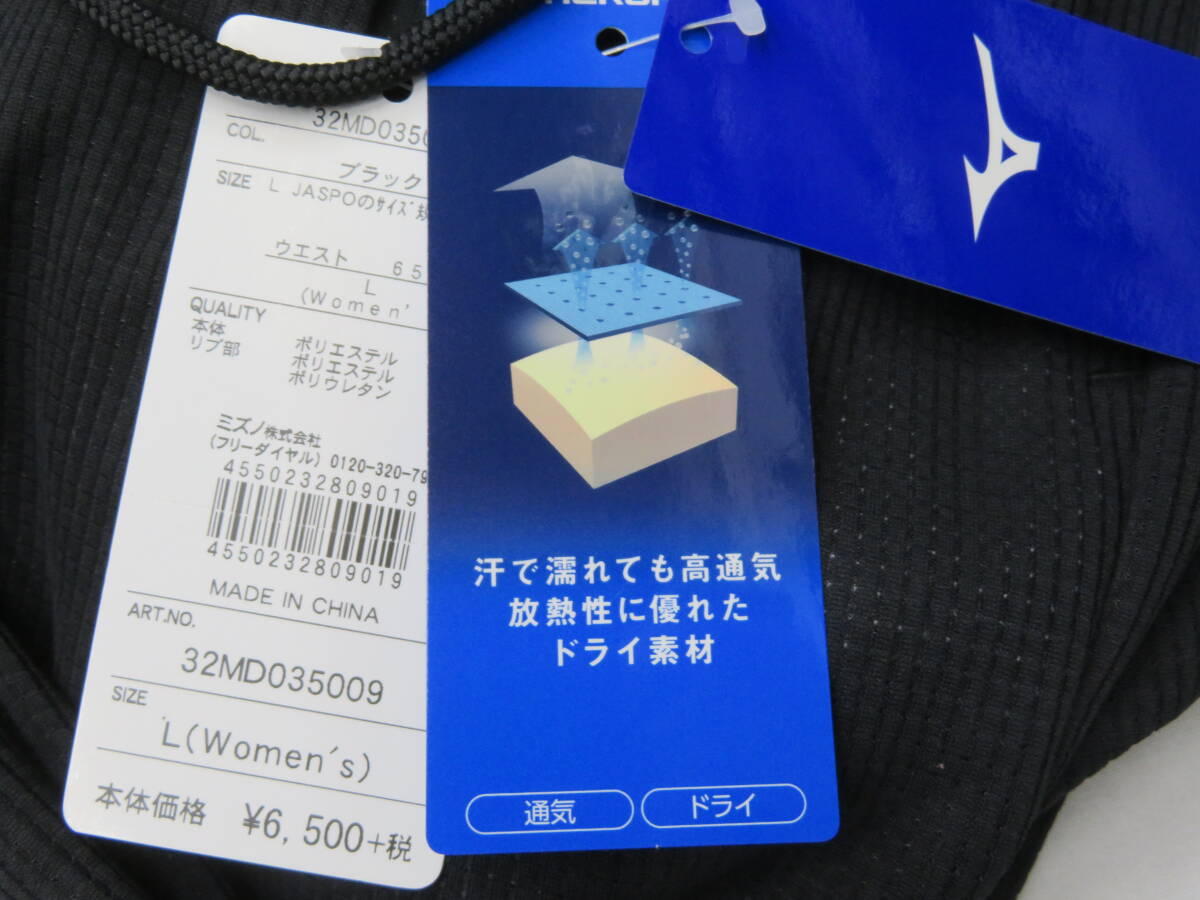 32MD0350
COL.
ブラック
SIZE L JASPOのｻｲｽﾞ
ウエスト 65
L
(Women'
QUALITY
本体 ポリエステル
リブ部 ポリエステル
ポリウレタン
ミズノ株式会社
(フリーダイヤル) 0120-320-79
4550232809019
4550232809019
MADE IN CHINA
ART.NO.
32MD035009
SIZE
L(Women's)
本体価格 ¥6,500+税
汗で濡れても高通気
放熱性に優れた
ドライ素材
通気 ドライ